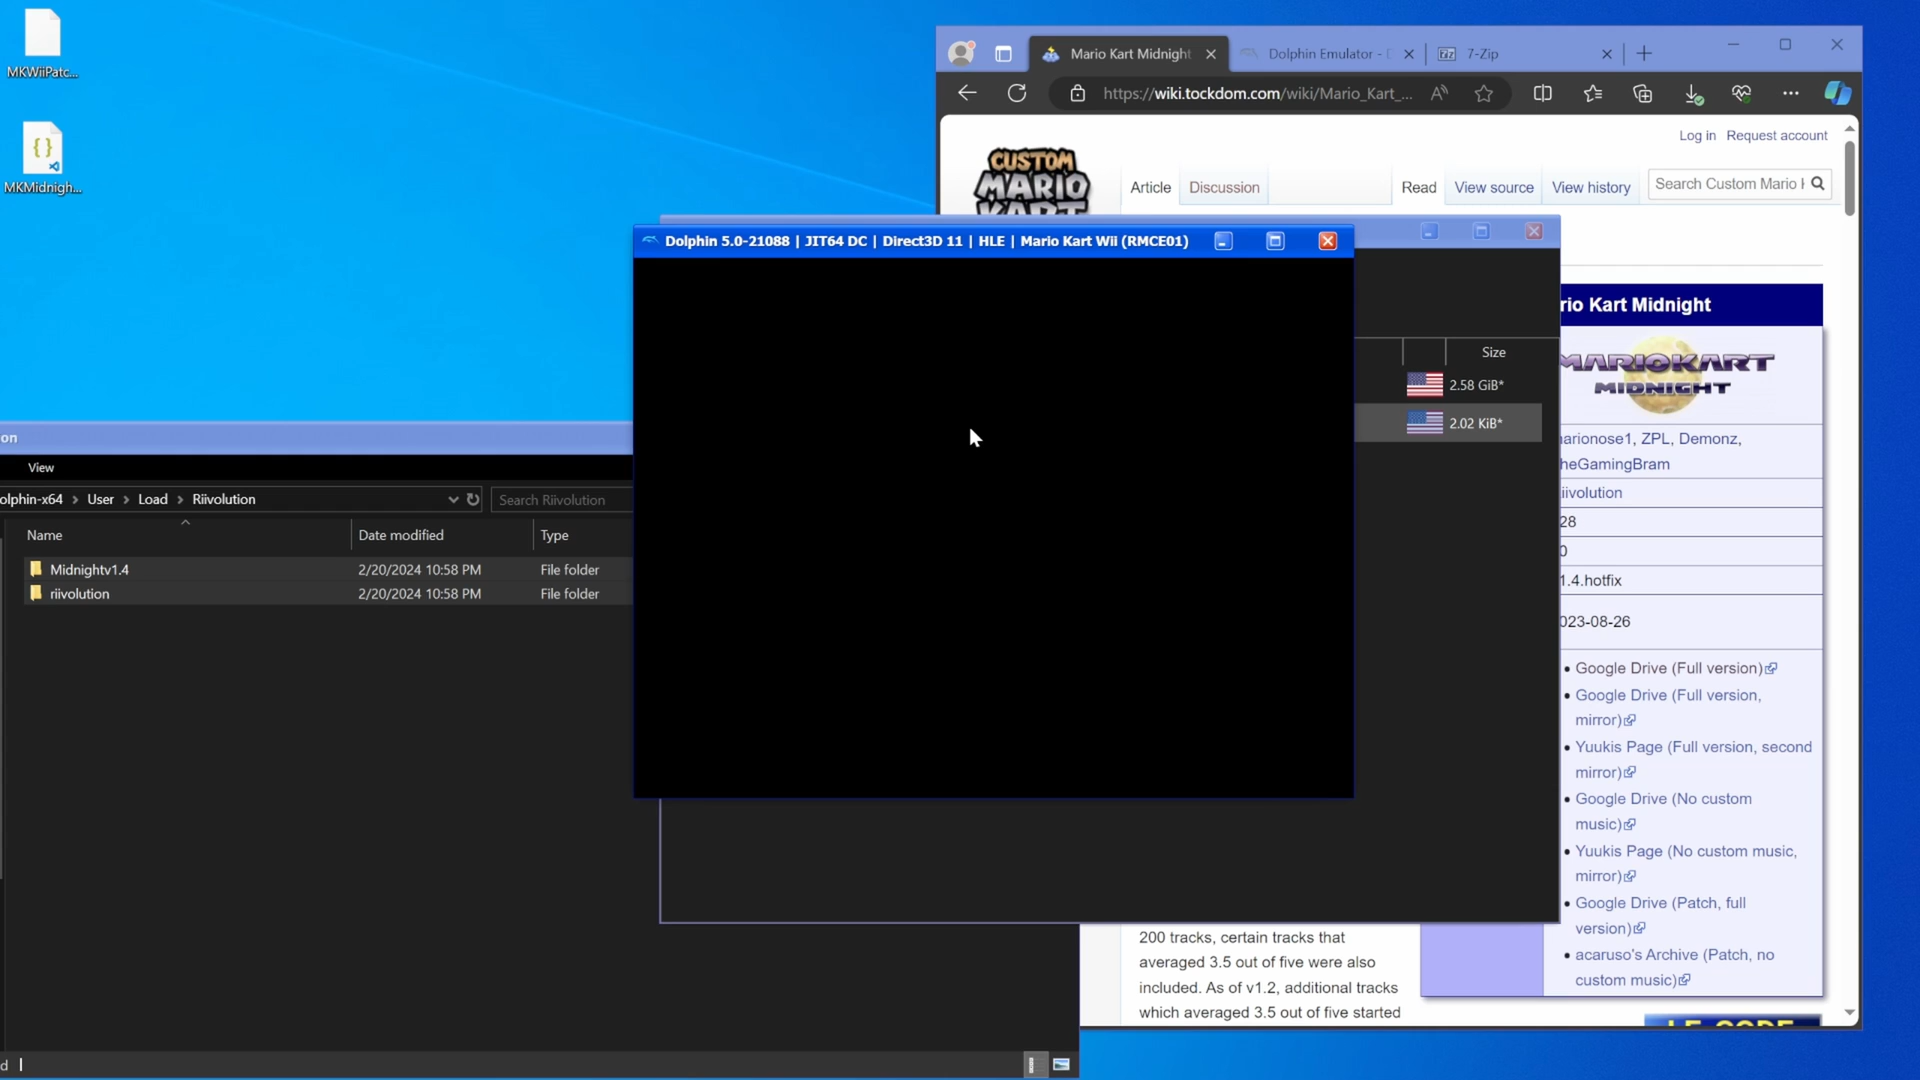 MKWiiPatc...
MKMidnigh...
Mario Kart Midnight
Dolphin Emulator - D
7-Zip
https://wiki.tockdom.com/wiki/Mario_Kart_...
Log in
Request account
CUSTOM
MARIO
KART
Article
Discussion
Read
View source
View history
Search Custom Mario
Dolphin 5.0-21088 | JIT64 DC | Direct3D 11 | HLE | Mario Kart Wii (RMCE01)
Size
2.58 GiB*
2.02 KiB*
rio Kart Midnight
MARIOKART
MIDNIGHT
arionose1, ZPL, Demonz,
heGamingBram
iivolution
28
0
1.4.hotfix
023-08-26
• Google Drive (Full version)
• Google Drive (Full version,
mirror)
• Yuukis Page (Full version, second
mirror)
• Google Drive (No custom
music)
• Yuukis Page (No custom music,
mirror)
• Google Drive (Patch, full
version)
• acaruso's Archive (Patch, no
custom music)
on
View
olphin-x64 > User > Load > Riivolution
Search Riivolution
Name
Date modified
Type
Midnightv1.4
2/20/2024 10:58 PM
File folder
riivolution
2/20/2024 10:58 PM
File folder
200 tracks, certain tracks that
averaged 3.5 out of five were also
included. As of v1.2, additional tracks
which averaged 3.5 out of five started
d